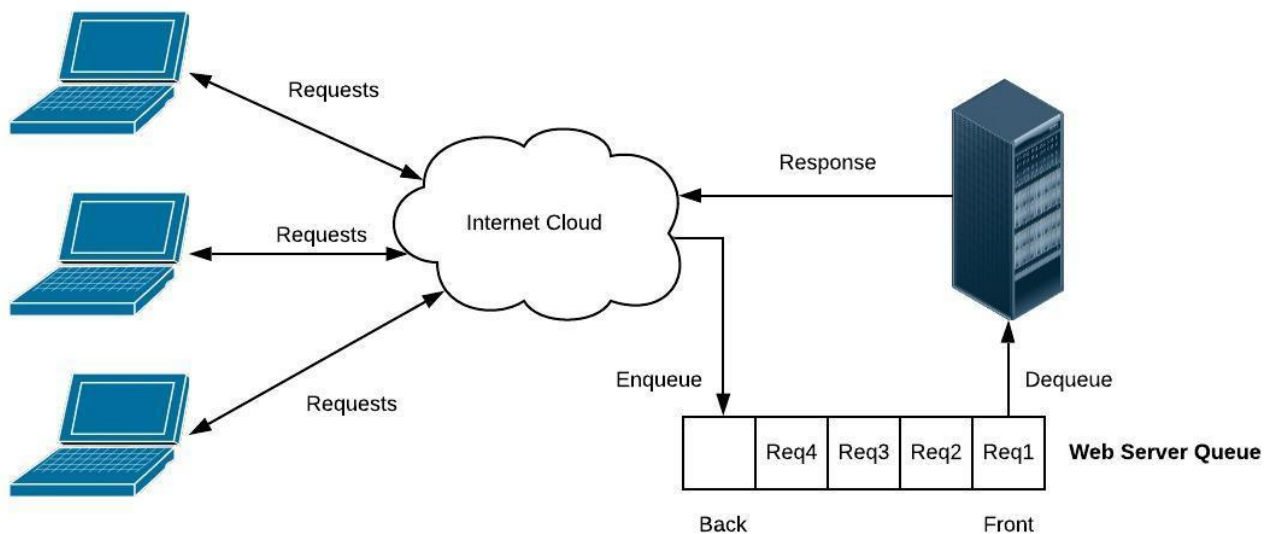 Requests
Response
Internet Cloud
Requests
Enqueue
Dequeue
Requests
Req4 Req3 Req2 Req1 Web Server Queue
Back Front